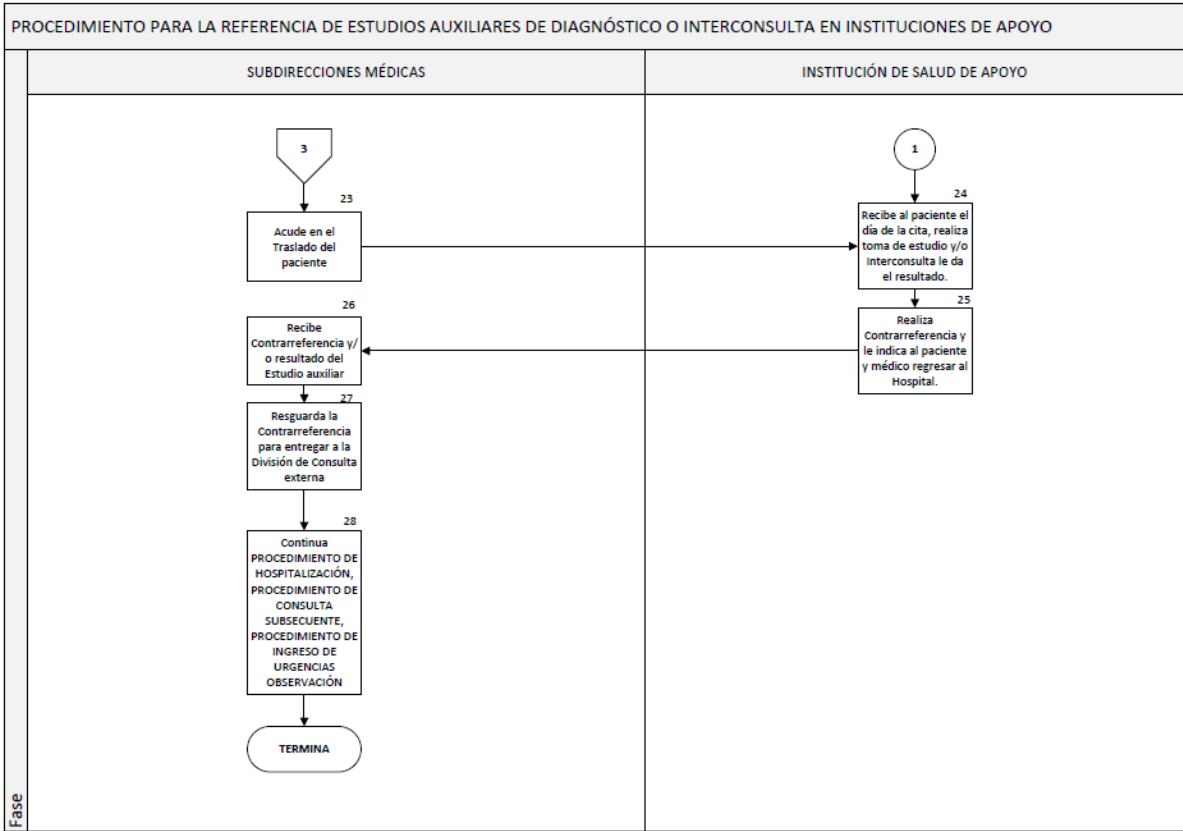 PROCEDIMIENTO PARA LA REFERENCIA DE ESTUDIOS AUXILIARES DE DIAGNÓSTICO O INTERCONSULTA EN INSTITUCIONES DE APOYO
SUBDIRECCIONES MÉDICAS
INSTITUCIÓN DE SALUD DE APOYO
3
1
23
Acude en el
Traslado del
paciente
24
Recibe al paciente el
día de la cita, realiza
toma de estudio y/o
Interconsulta le da
el resultado.
25
Realiza
Contrarreferencia y
le indica al paciente
y médico regresar al
Hospital.
26
Recibe
Contrarreferencia y/
o resultado del
Estudio auxiliar
27
Resguarda la
Contrarreferencia
para entregar a la
División de Consulta
externa
28
Continua
PROCEDIMIENTO DE
HOSPITALIZACIÓN,
PROCEDIMIENTO DE
CONSULTA
SUBSECUENTE,
PROCEDIMIENTO DE
INGRESO DE
URGENCIAS
OBSERVACIÓN
TERMINA
Fase